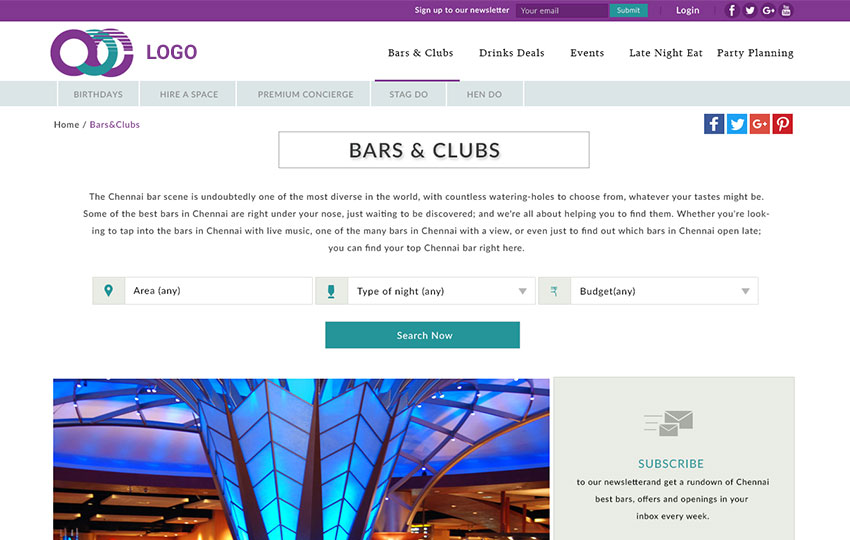 Sign up to our newsletter Your email Submit Login
LOGO
Bars & Clubs Drinks Deals Events Late Night Eat Party Planning
BIRTHDAYS HIRE A SPACE PREMIUM CONCIERGE STAG DO HEN DO
Home / Bars&Clubs
BARS & CLUBS
The Chennai bar scene is undoubtedly one of the most diverse in the world, with countless watering-holes to choose from, whatever your tastes might be.
Some of the best bars in Chennai are right under your nose, just waiting to be discovered; and we're all about helping you to find them. Whether you're look-
ing to tap into the bars in Chennai with live music, one of the many bars in Chennai with a view, or even just to find out which bars in Chennai open late;
you can find your top Chennai bar right here.
Area (any) Type of night (any) Budget(any)
Search Now
SUBSCRIBE
to our newsletterand get a rundown of Chennai
best bars, offers and openings in your
inbox every week.